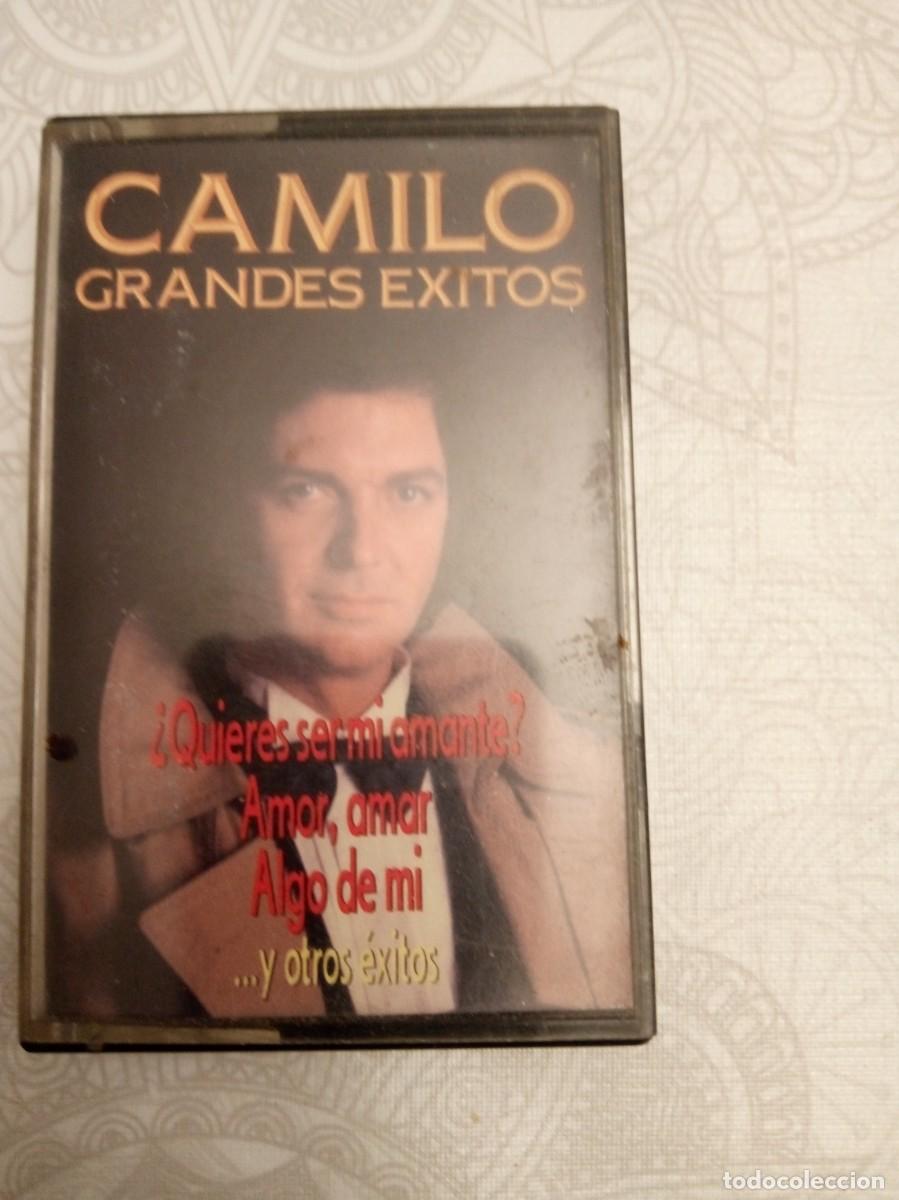 CAMILO
GRANDES EXITOS
¿Quieres ser mi amante?
Amor, amar
Algo de mi
...y otros éxitos
todocoleccion